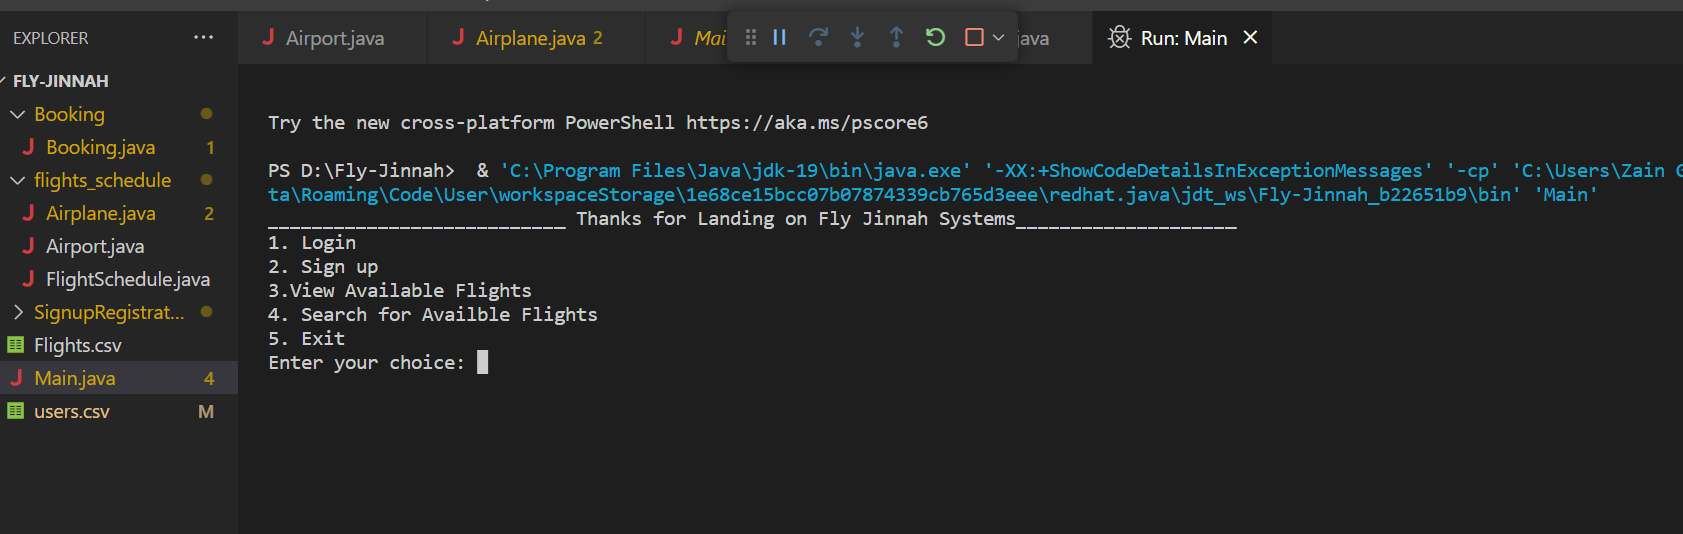 EXPLORER ...
FLY-JINNAH
Booking
J Booking.java 1
flights_schedule
J Airplane.java 2
J Airport.java
J FlightSchedule.java
SignupRegistrat...
Flights.csv
J Main.java 4
users.csv M
J Airport.java J Airplane.java 2 J Mai java Run: Main
Try the new cross-platform PowerShell https://aka.ms/pscore6
PS D:\Fly-Jinnah>  & 'C:\Program Files\Java\jdk-19\bin\java.exe' '-XX:+ShowCodeDetailsInExceptionMessages' '-cp' 'C:\Users\Zain G
ta\Roaming\Code\User\workspaceStorage\1e68ce15bcc07b07874339cb765d3eee\redhat.java\jdt_ws\Fly-Jinnah_b22651b9\bin' 'Main'
___________________________ Thanks for Landing on Fly Jinnah Systems____________________
1. Login
2. Sign up
3.View Available Flights
4. Search for Availble Flights
5. Exit
Enter your choice: